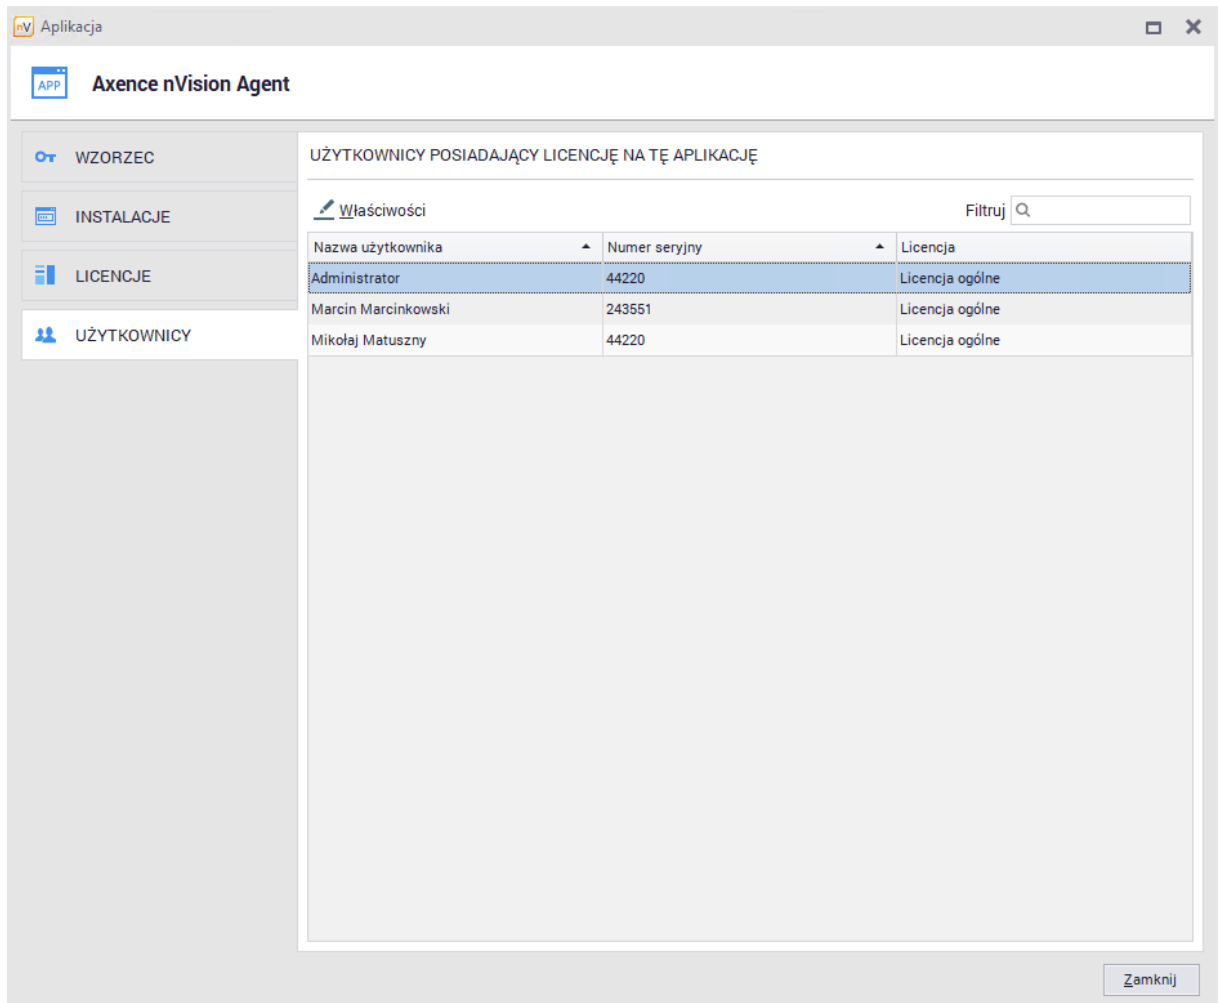 nV Aplikacja
APP Axence nVision Agent
WZORZEC
INSTALACJE
LICENCJE
UŻYTKOWNICY
UŻYTKOWNICY POSIADAJĄCY LICENCJĘ NA TĘ APLIKACJĘ
Właściwości Filtruj
Nazwa użytkownika Numer seryjny Licencja
Administrator 44220 Licencja ogólne
Marcin Marcinkowski 243551 Licencja ogólne
Mikołaj Matuszny 44220 Licencja ogólne
Zamknij